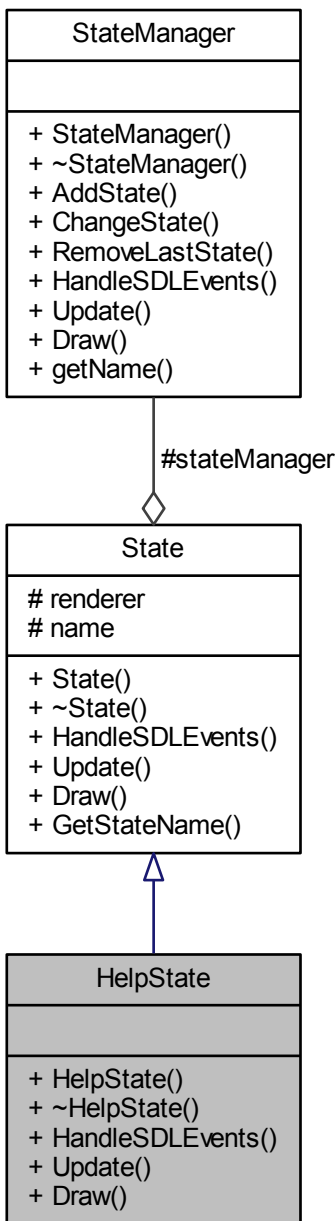 StateManager
+ StateManager()
+ ~StateManager()
+ AddState()
+ ChangeState()
+ RemoveLastState()
+ HandleSDLEvents()
+ Update()
+ Draw()
+ getName()
#stateManager
State
# renderer
# name
+ State()
+ ~State()
+ HandleSDLEvents()
+ Update()
+ Draw()
+ GetStateName()
HelpState
+ HelpState()
+ ~HelpState()
+ HandleSDLEvents()
+ Update()
+ Draw()